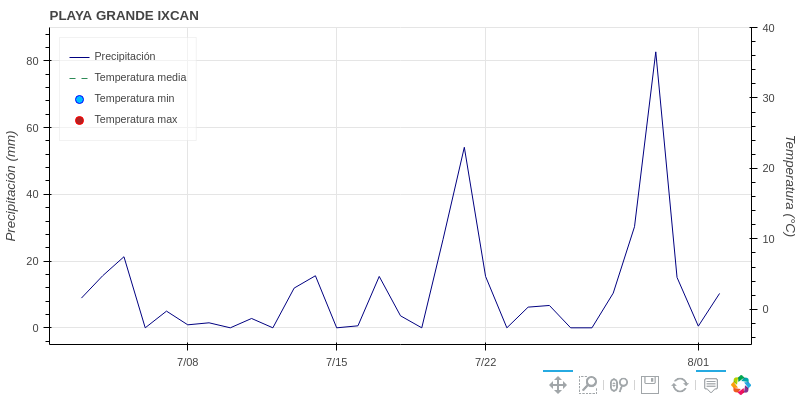 PLAYA GRANDE IXCAN
Precipitación
Temperatura media
Temperatura min
Temperatura max
Precipitación (mm)
80
60
40
20
0
Temperatura (°C)
40
30
20
10
0
7/08
7/15
7/22
8/01